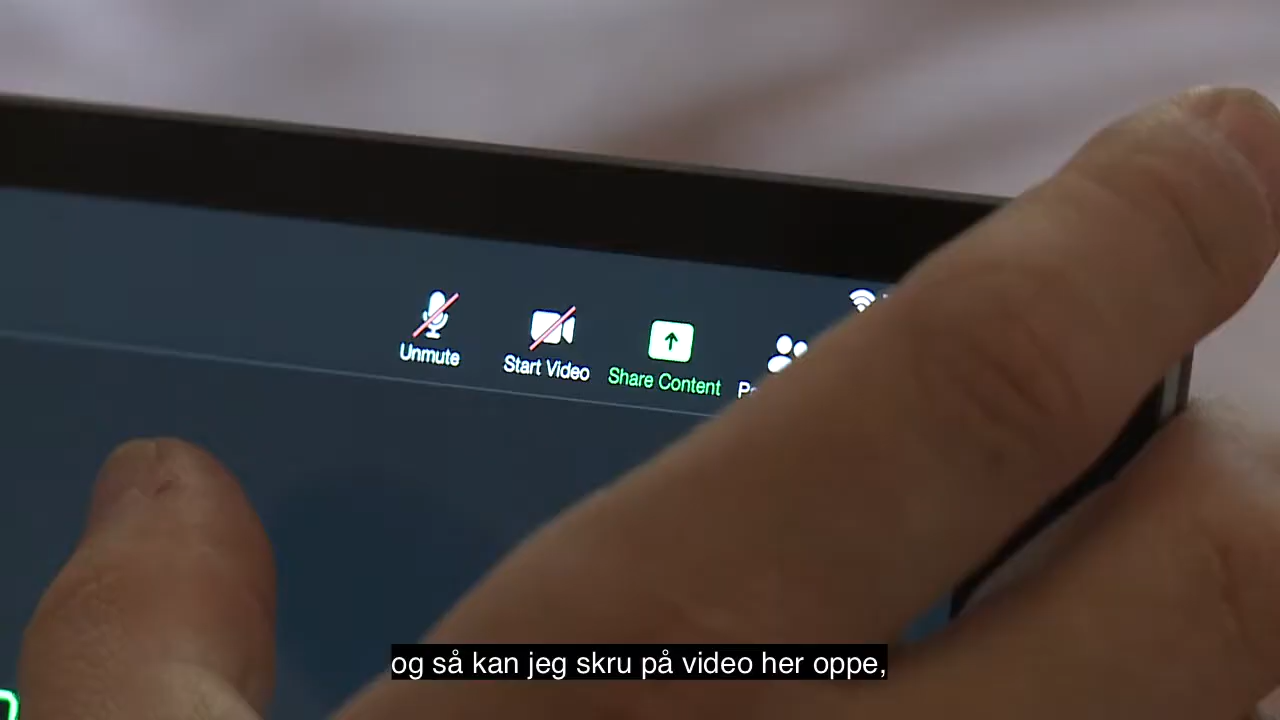 Unmute
Start Video
Share Content
og så kan jeg skru på video her oppe,